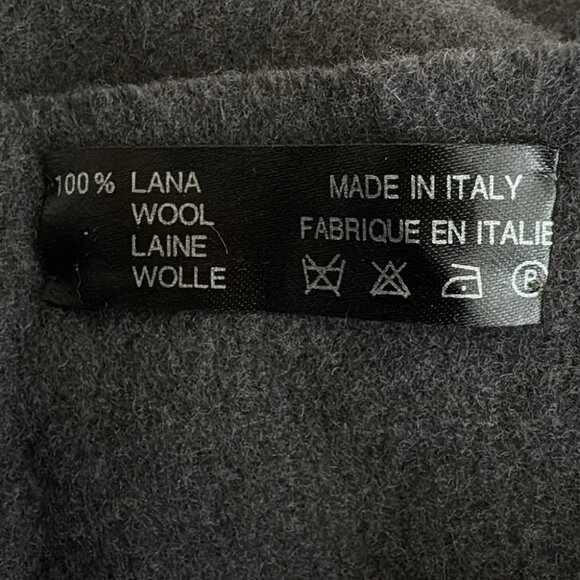 100% LANA
WOOL
LAINE
WOLLE
MADE IN ITALY
FABRIQUE EN ITALIE
P